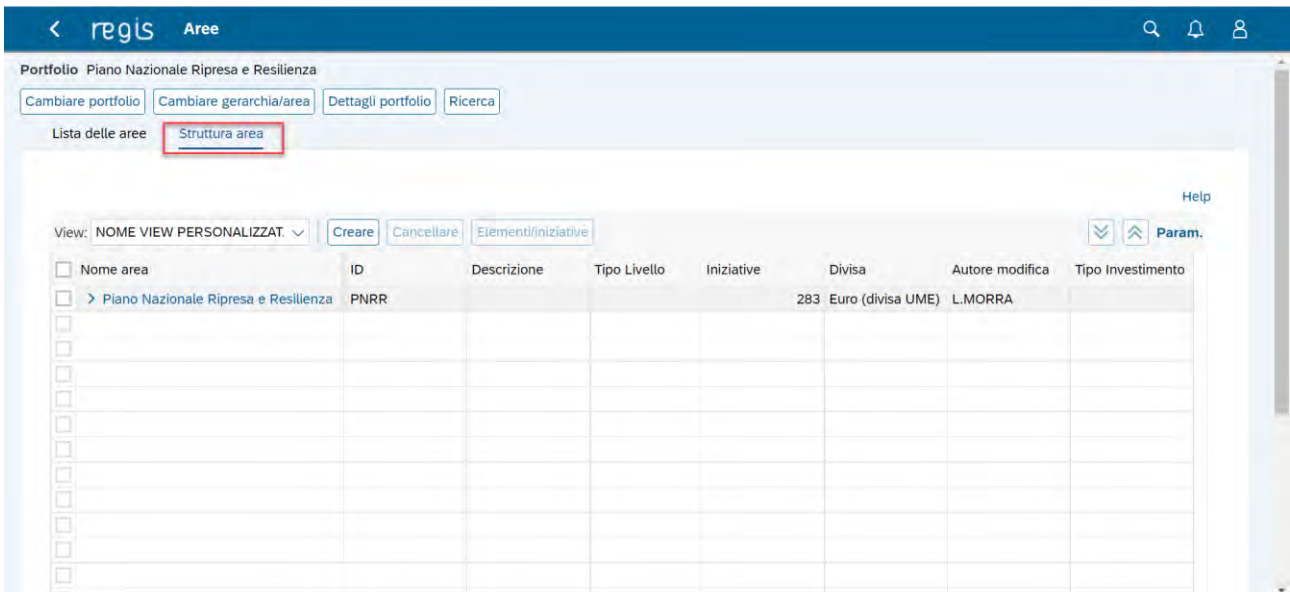 regis Aree
Portfolio Piano Nazionale Ripresa e Resilienza
Cambiare portfolio Cambiare gerarchia/area Dettagli portfolio Ricerca
Lista delle aree Struttura area
Help
View: NOME VIEW PERSONALIZZAT. Creare Cancellare Elementi/iniziative Param.
Nome area ID Descrizione Tipo Livello Iniziative Divisa Autore modifica Tipo Investimento
Piano Nazionale Ripresa e Resilienza PNRR 283 Euro (divisa UME) L.MORRA